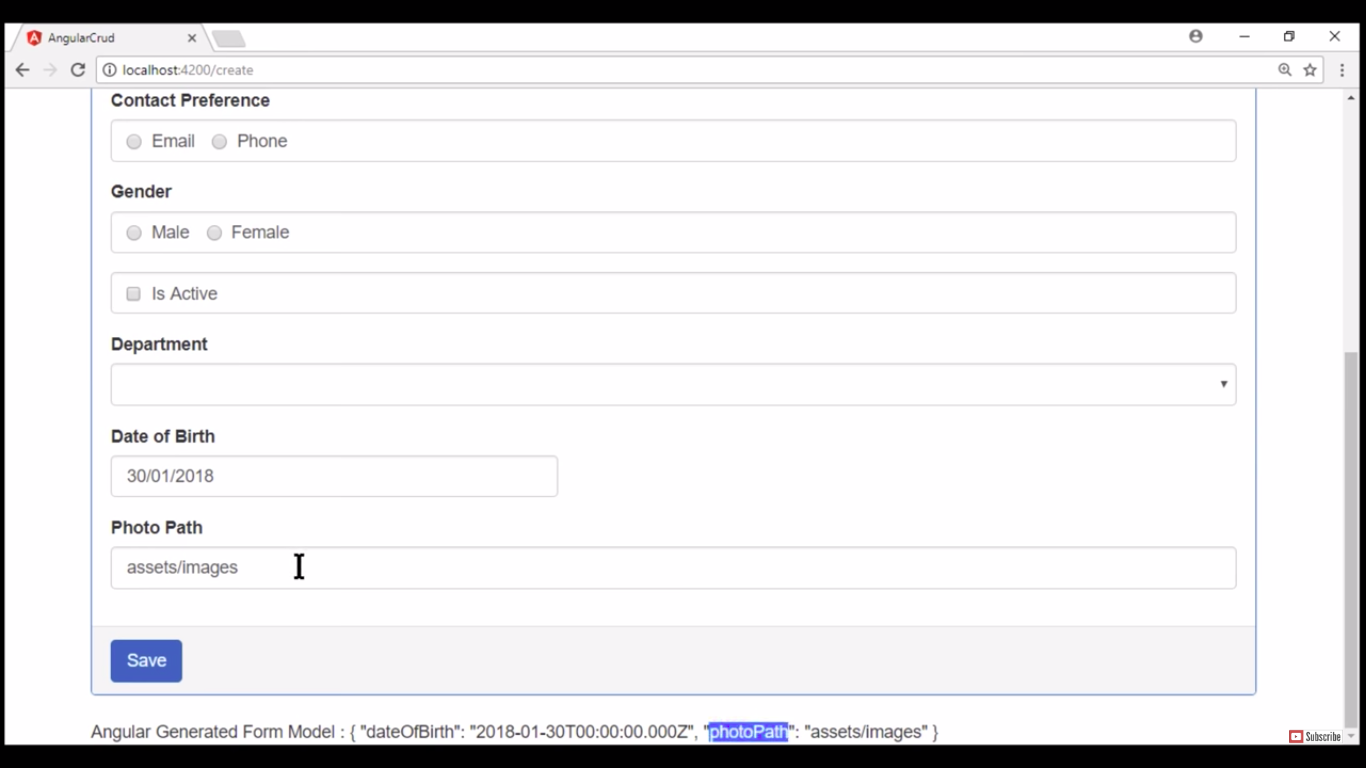 AngularCrud
localhost:4200/create
Contact Preference
Email Phone
Gender
Male Female
Is Active
Department
Date of Birth
30/01/2018
Photo Path
assets/images
Save
Angular Generated Form Model : { "dateOfBirth": "2018-01-30T00:00:00.000Z", "photoPath": "assets/images" }
Subscribe